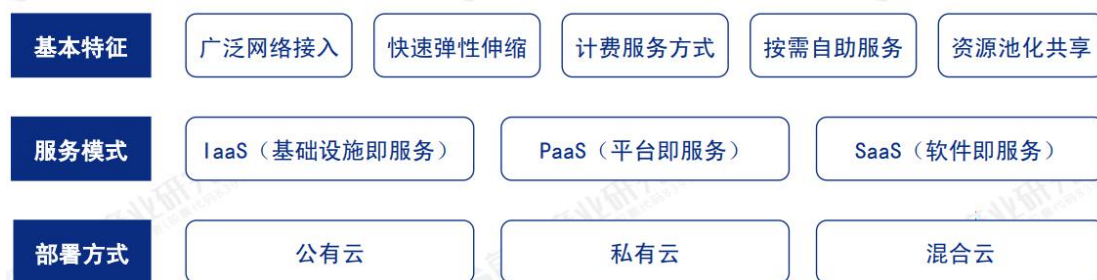 基本特征 广泛网络接入 快速弹性伸缩 计费服务方式 按需自助服务 资源池化共享
服务模式 IaaS（基础设施即服务） PaaS（平台即服务） SaaS（软件即服务）
部署方式 公有云 私有云 混合云